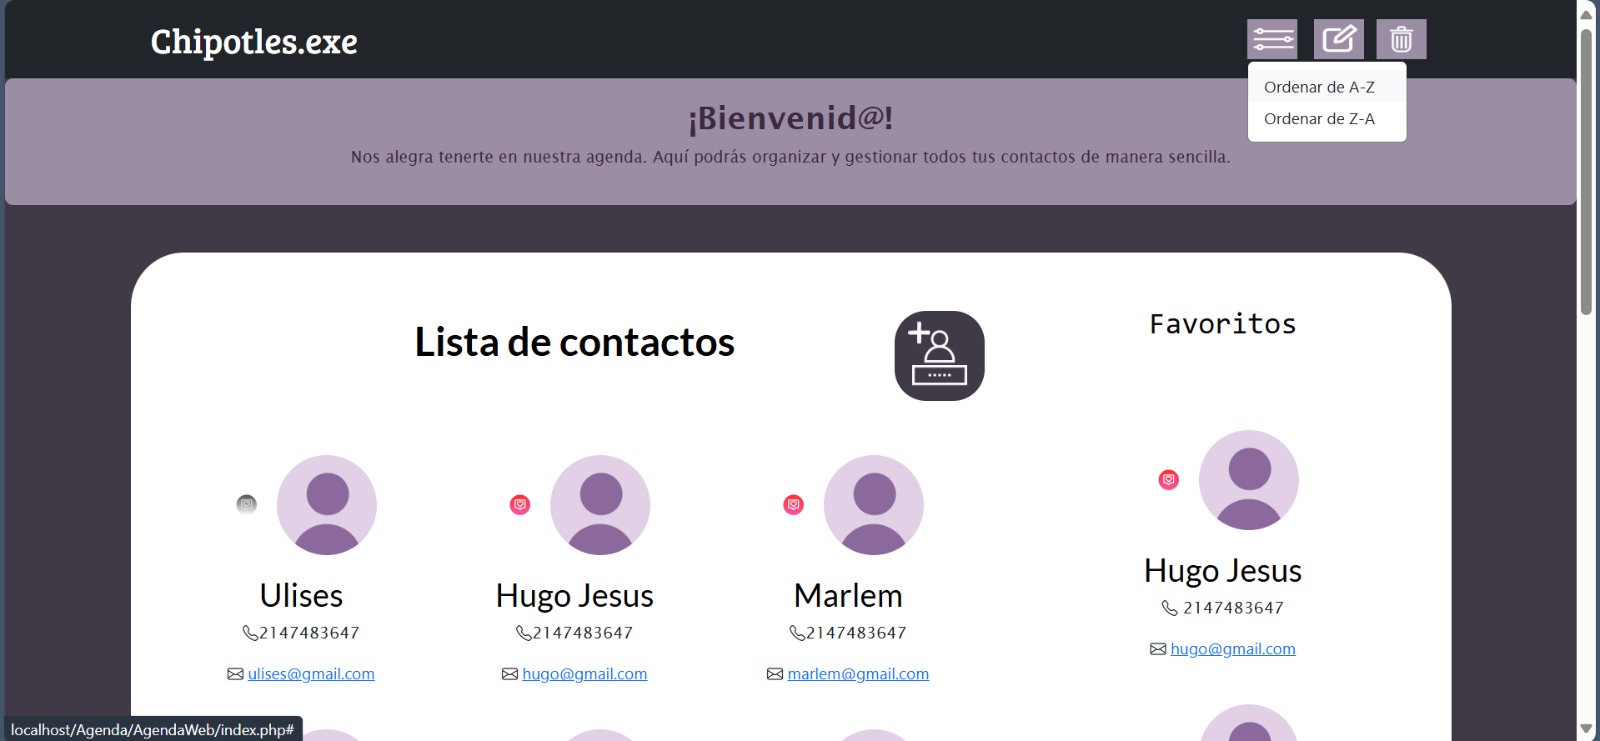 Chipotles.exe
Ordenar de A-Z
Ordenar de Z-A
¡Bienvenid@!
Nos alegra tenerte en nuestra agenda. Aquí podrás organizar y gestionar todos tus contactos de manera sencilla.
Lista de contactos
Favoritos
Ulises
2147483647
ulises@gmail.com
Hugo Jesus
2147483647
hugo@gmail.com
Marlem
2147483647
marlem@gmail.com
Hugo Jesus
2147483647
hugo@gmail.com
localhost/Agenda/AgendaWeb/index.php#